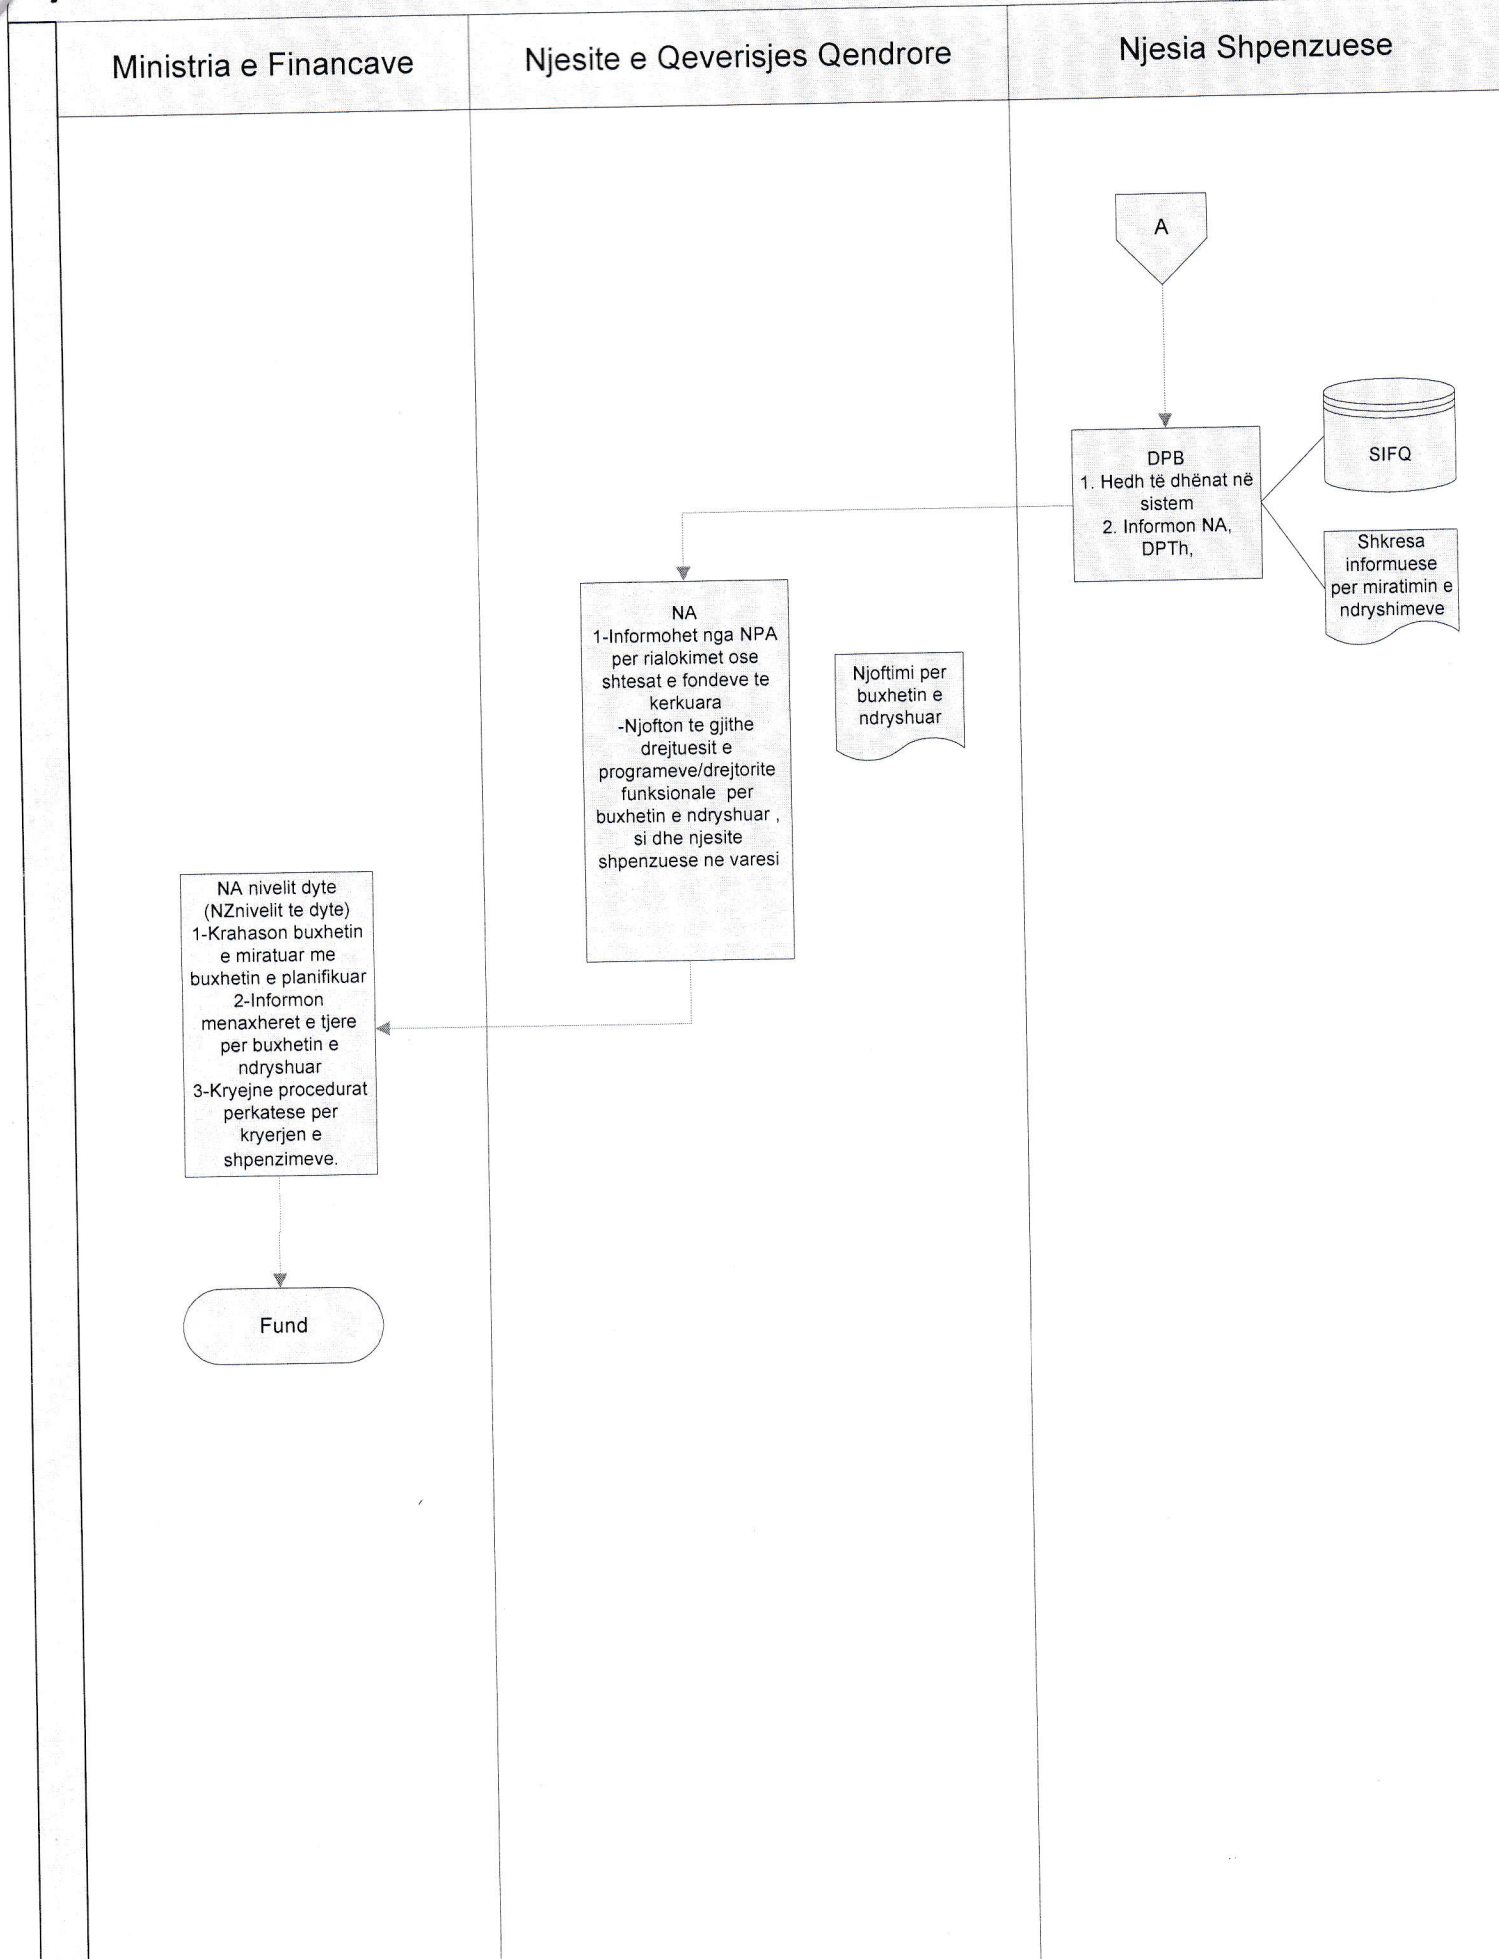 Ministria e Financave
Njesite e Qeverisjes Qendrore
Njesia Shpenzuese
A
DPB
1. Hedh të dhënat në
sistem
2. Informon NA,
DPTh,
SIFQ
Shkresa
informuese
per miratimin e
ndryshimeve
NA
1-Informohet nga NPA
per rialokimet ose
shtesat e fondeve te
kerkuara
-Njofton te gjithe
drejtuesit e
programeve/drejtorite
funksionale per
buxhetin e ndryshuar ,
si dhe njesite
shpenzuese ne varesi
Njoftimi per
buxhetin e
ndryshuar
NA nivelit dyte
(NZnivelit te dyte)
1-Krahason buxhetin
e miratuar me
buxhetin e planifikuar
2-Informon
menaxheret e tjere
per buxhetin e
ndryshuar
3-Kryejne procedurat
perkatese per
kryerjen e
shpenzimeve.
Fund